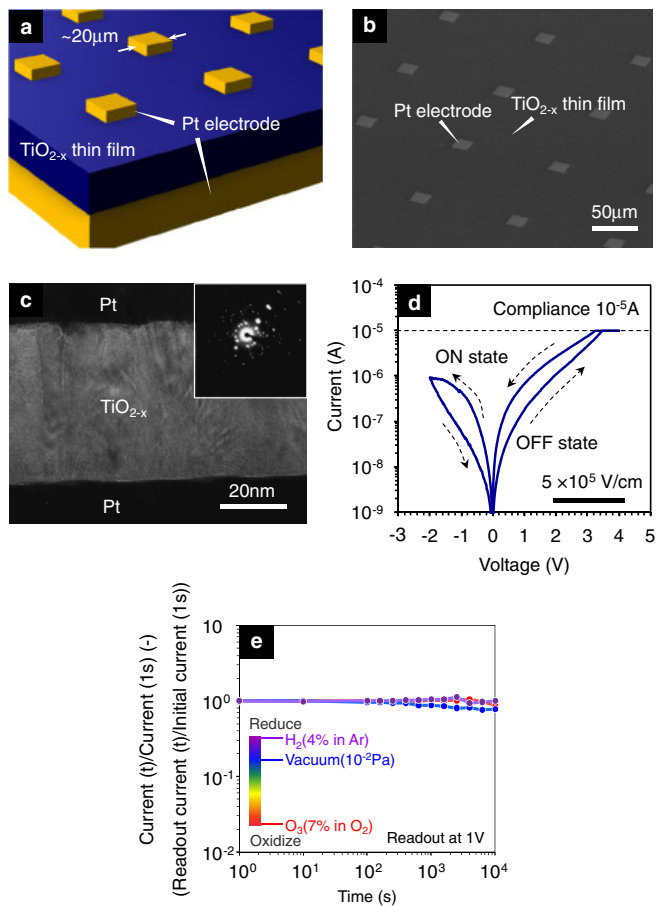 a
~20μm
Pt electrode
TiO2-x thin film
b
Pt electrode
TiO2-x thin film
50μm
c
Pt
TiO2-x
Pt
20nm
d
Compliance 10-5A
ON state
OFF state
5 ×105 V/cm
Current (A)
10-4
10-5
10-6
10-7
10-8
10-9
-3 -2 -1 0 1 2 3 4 5
Voltage (V)
e
Current (t)/Current (1s) (-)
(Readout current (t)/Initial current (1s))
10
100
10-1
10-2
Reduce
H2(4% in Ar)
Vacuum(10-2Pa)
O3(7% in O2)
Oxidize
Readout at 1V
100 101 102 103 104
Time (s)